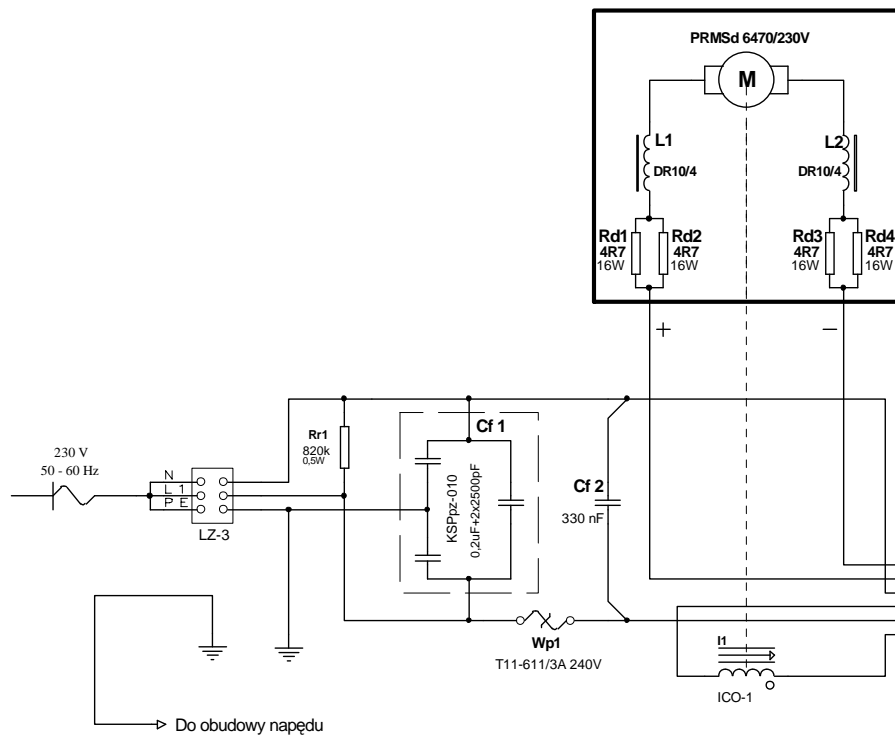 PRMSd 6470/230V
M
L1
DR10/4
L2
DR10/4
Rd1
4R7
16W
Rd2
4R7
16W
Rd3
4R7
16W
Rd4
4R7
16W
+
−
230 V
50 - 60 Hz
N
L 1
P E
LZ-3
Rr1
820k
0,5W
Cf 1
KSPpz-010
0,2uF+2x2500pF
Cf 2
330 nF
Wp1
T11-611/3A 240V
I1
ICO-1
Do obudowy napędu